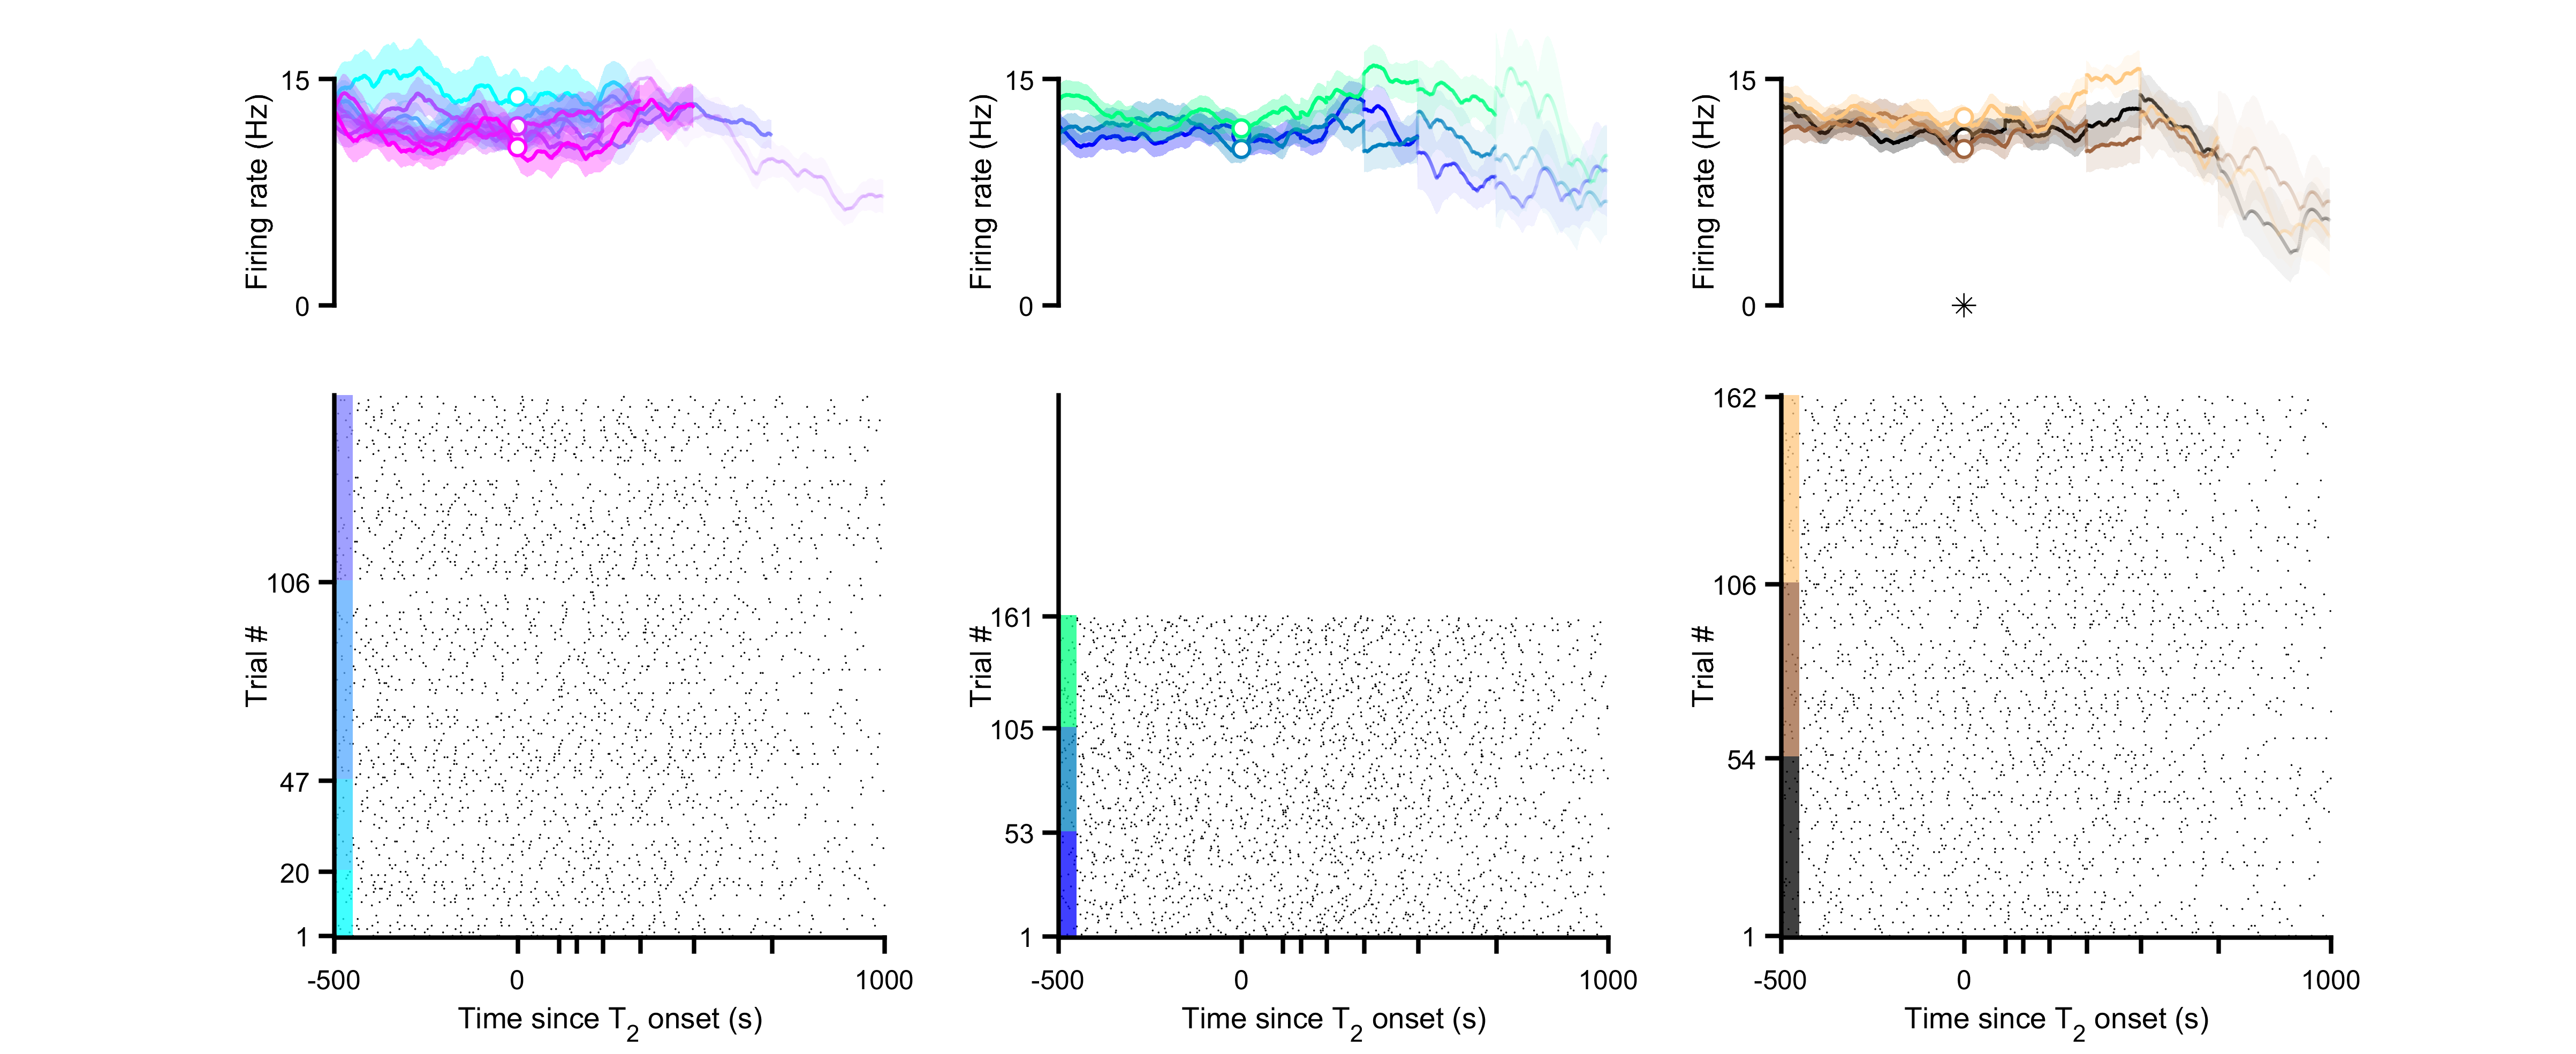 15
Firing rate (Hz)
0
15
Firing rate (Hz)
0
15
Firing rate (Hz)
0
106
47
20
1
Trial #
-500 0 1000
Time since T2 onset (s)
161
105
53
1
Trial #
-500 0 1000
Time since T2 onset (s)
162
106
54
1
Trial #
-500 0 1000
Time since T2 onset (s)